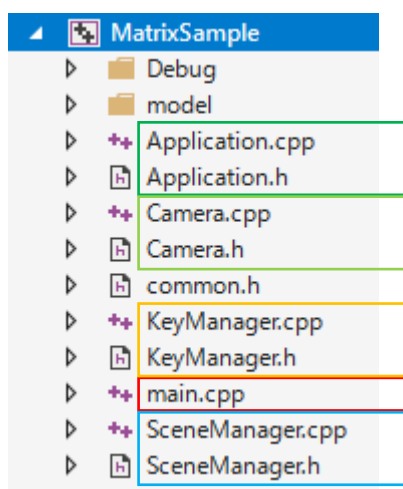 MatrixSample
Debug
model
Application.cpp
Application.h
Camera.cpp
Camera.h
common.h
KeyManager.cpp
KeyManager.h
main.cpp
SceneManager.cpp
SceneManager.h